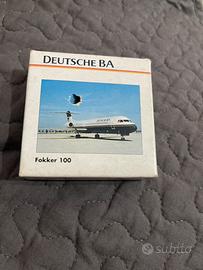 DEUTSCHE BA
Fokker 100
subito